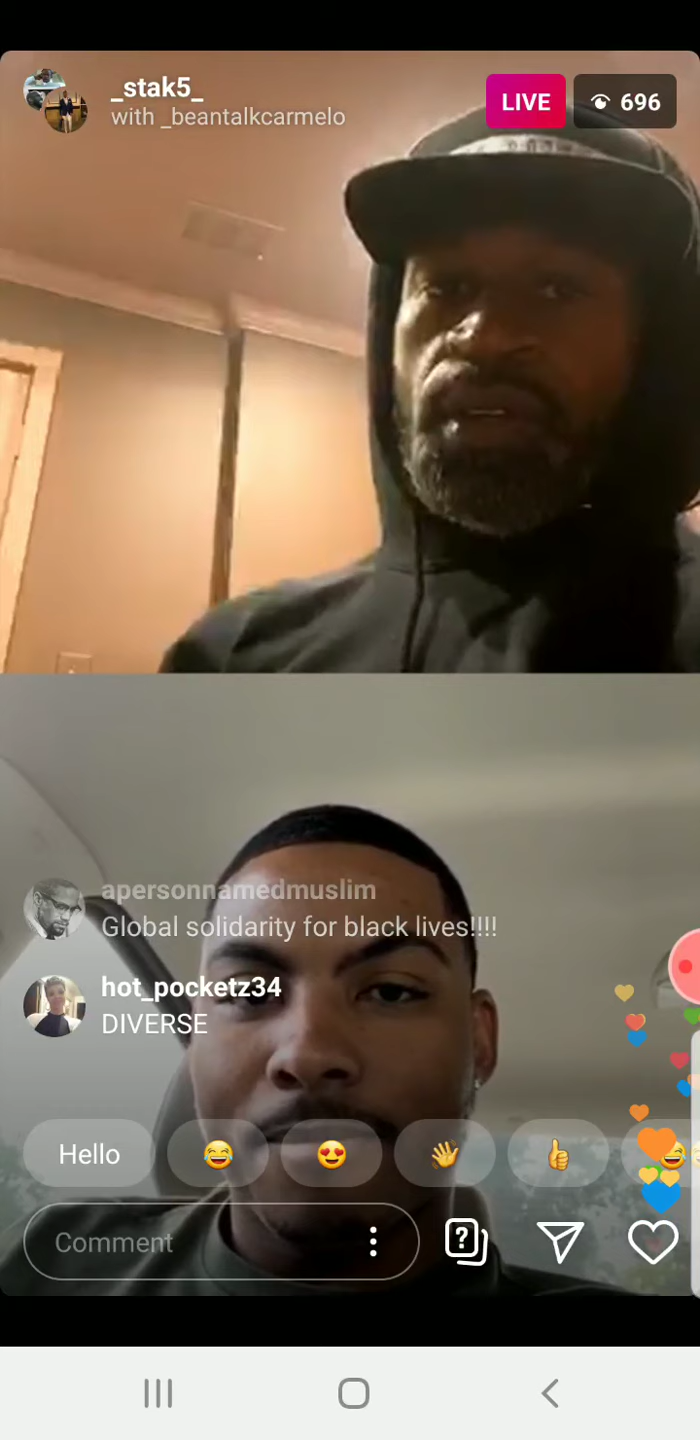 _stak5_
with _beantalkcarmelo
LIVE
696
apersonnamedmuslim
Global solidarity for black lives!!!!
hot_pocketz34
DIVERSE
Hello
Comment